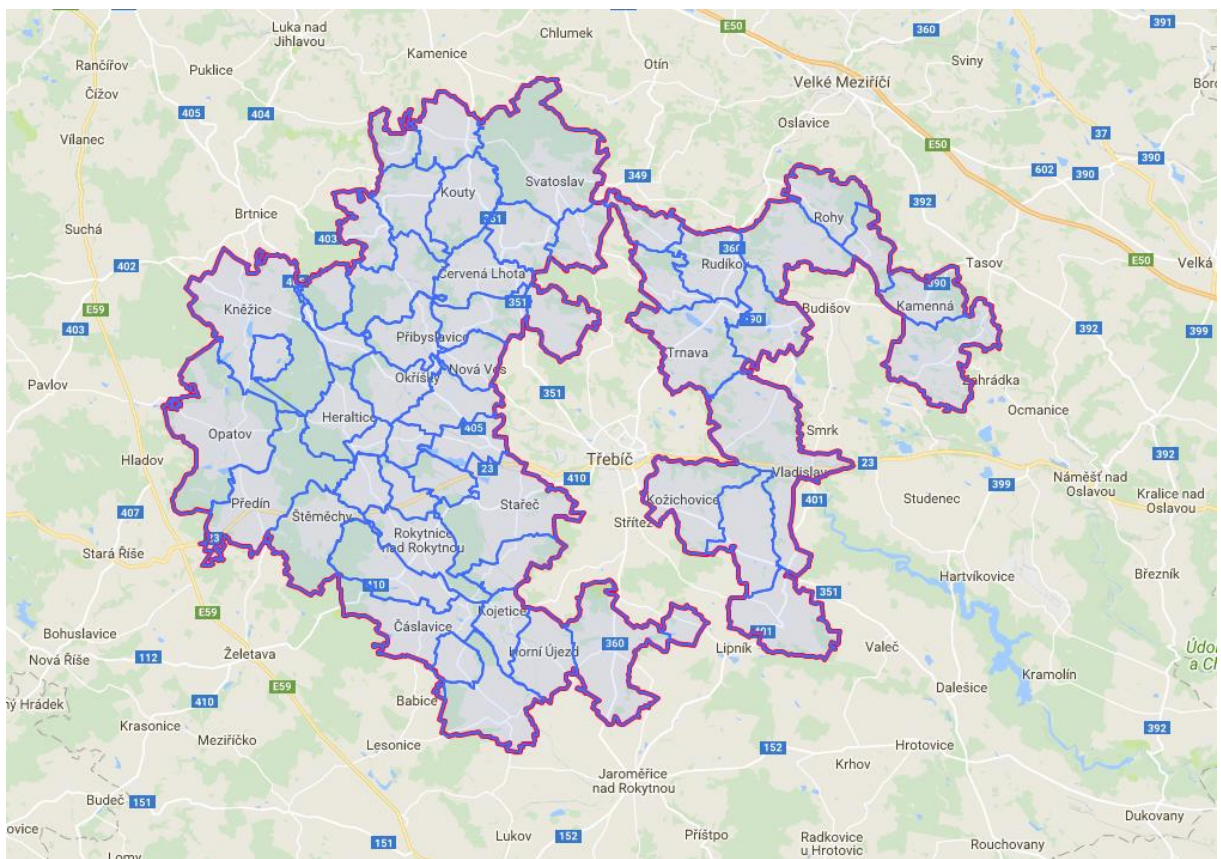 Luka nad
Jihlavou
Chlumek
E50
360
391
Kamenice
Rančířov
Puklice
Otín
Sviny
Čížov
Velké Meziříčí
405
404
Oslavice
37
Vílanec
E50
390
602
390
349
Svatoslav
Kouty
392
Brtnice
351
Rohy
Suchá
403
360
402
Tasov
E50
Velká
Červená Lhota
Rudíkov
390
E59
Kněžice
351
Budišov
Kamenná
403
390
392
399
Přibyslavice
Trnava
Nová Ves
Okříšky
Zahrádka
Pavlov
351
Ocmanice
Heraltice
Opatov
405
Smrk
Hladov
Třebíč
23
410
Vladislav
23
392
Náměšť nad
Oslavou
399
Předín
Stařeč
Kožichovice
401
Studenec
Kralice nad
Oslavou
407
Štěměchy
Střítež
Rokytnice
nad Rokytnou
23
Stará Říše
Hartvíkovice
Březník
410
351
E59
Kojetice
Čáslavice
401
Bohuslavice
Horní Újezd
360
Lipník
Valeč
Nová Říše
112
Želetava
Kramolín
E59
Dalešice
410
Babice
Krasonice
392
Meziříčko
Lesonice
152
Hrotovice
Krhov
Jaroměřice
nad Rokytnou
Budeč
151
Dukovany
Lukov
152
Příštpo
Radkovice
u Hrotovic
151
Rouchovany